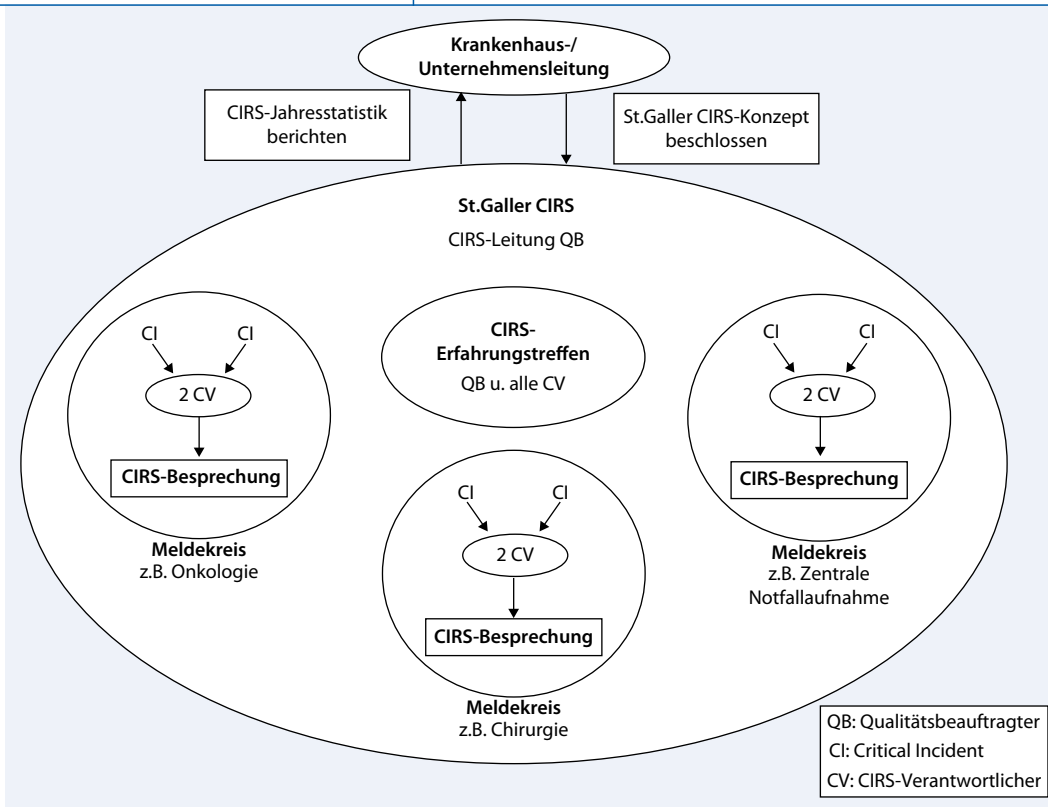 Krankenhaus-/
Unternehmensleitung
CIRS-Jahresstatistik
berichten
St.Galler CIRS-Konzept
beschlossen
St.Galler CIRS
CIRS-Leitung QB
CI CI
2 CV
CIRS-Besprechung
Meldekreis
z.B. Onkologie
CIRS-
Erfahrungstreffen
QB u. alle CV
CI CI
2 CV
CIRS-Besprechung
Meldekreis
z.B. Chirurgie
CI CI
2 CV
CIRS-Besprechung
Meldekreis
z.B. Zentrale
Notfallaufnahme
QB: Qualitätsbeauftragter
CI: Critical Incident
CV: CIRS-Verantwortlicher